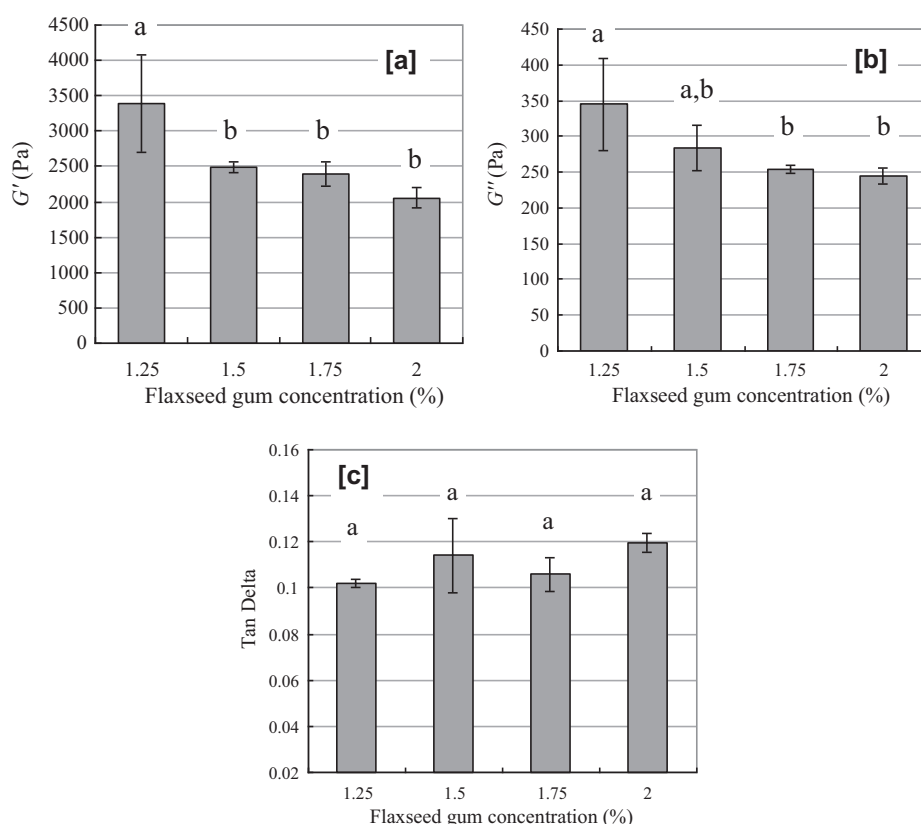 4500
4000
3500
3000
2500
2000
1500
1000
500
0
G′ (Pa)
a
b
b
b
[a]
1.25 1.5 1.75 2
Flaxseed gum concentration (%)
450
400
350
300
250
200
150
100
50
0
G″ (Pa)
a
a,b
b
b
[b]
1.25 1.5 1.75 2
Flaxseed gum concentration (%)
0.16
0.14
0.12
0.1
0.08
0.06
0.04
0.02
Tan Delta
[c]
a
a
a
a
1.25 1.5 1.75 2
Flaxseed gum concentration (%)